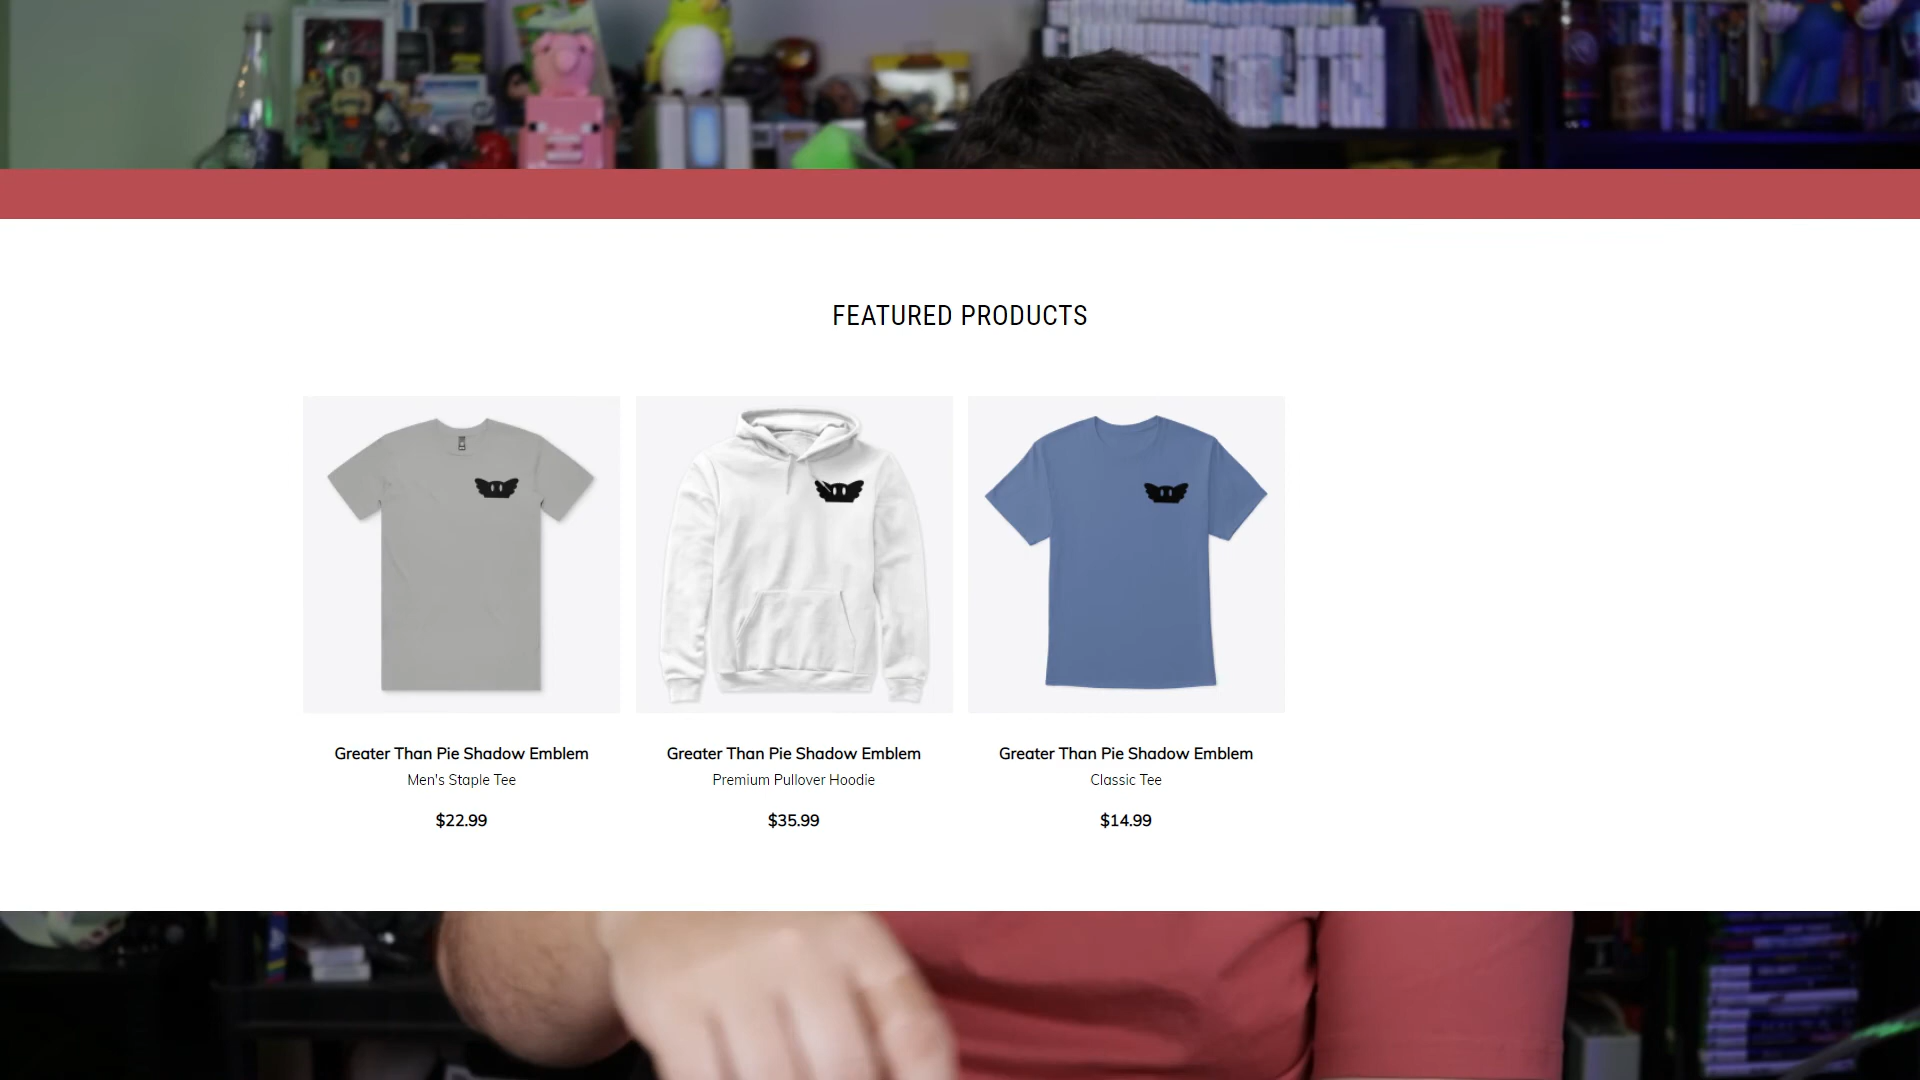 FEATURED PRODUCTS
Greater Than Pie Shadow Emblem
Men's Staple Tee
$22.99
Greater Than Pie Shadow Emblem
Premium Pullover Hoodie
$35.99
Greater Than Pie Shadow Emblem
Classic Tee
$14.99